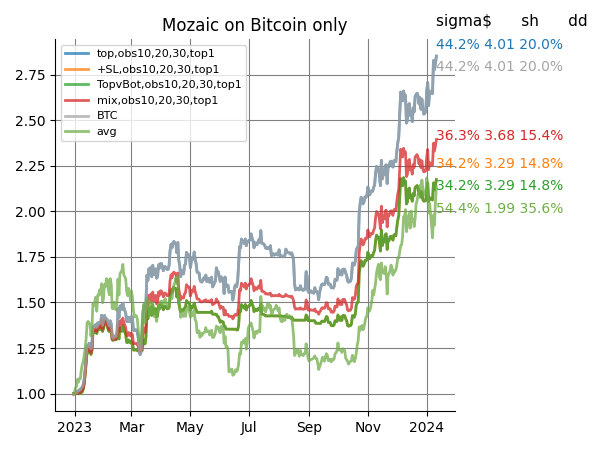 Mozaic on Bitcoin only
sigma$ sh dd
top,obs10,20,30,top1
+SL,obs10,20,30,top1
TopvBot,obs10,20,30,top1
mix,obs10,20,30,top1
BTC
avg
44.2% 4.01 20.0%
44.2% 4.01 20.0%
36.3% 3.68 15.4%
34.2% 3.29 14.8%
34.2% 3.29 14.8%
54.4% 1.99 35.6%
2.75
2.50
2.25
2.00
1.75
1.50
1.25
1.00
2023 Mar May Jul Sep Nov 2024